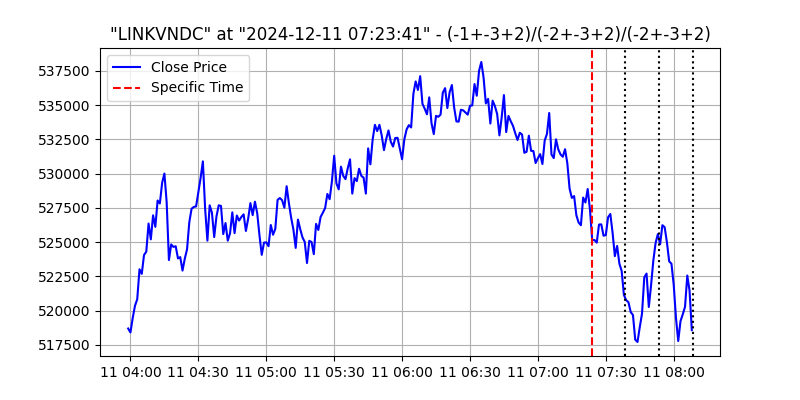 "LINKVNDC" at "2024-12-11 07:23:41" - (-1+-3+2)/(-2+-3+2)/(-2+-3+2)
Close Price
Specific Time
537500
535000
532500
530000
527500
525000
522500
520000
517500
11 04:00 11 04:30 11 05:00 11 05:30 11 06:00 11 06:30 11 07:00 11 07:30 11 08:00